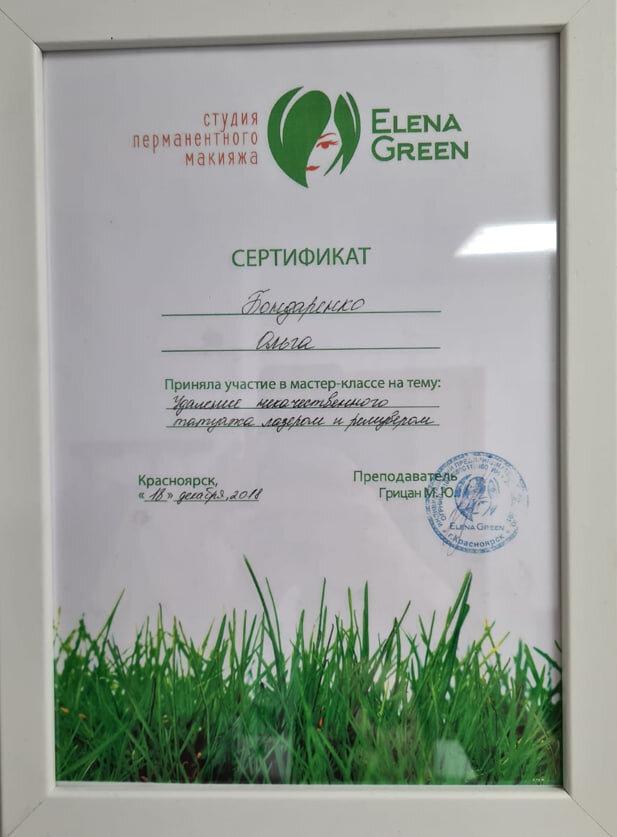 студия
перманентного
макияжа
ELENA
GREEN
СЕРТИФИКАТ
Бондаренко
Ольга
Приняла участие в мастер-классе на тему:
Удаление некачественного
татуажа лазером и ремувером
Красноярск,
«18» декабря, 2018
Преподаватель
Грицан М.Ю.
ELENA GREEN
г.Красноярск